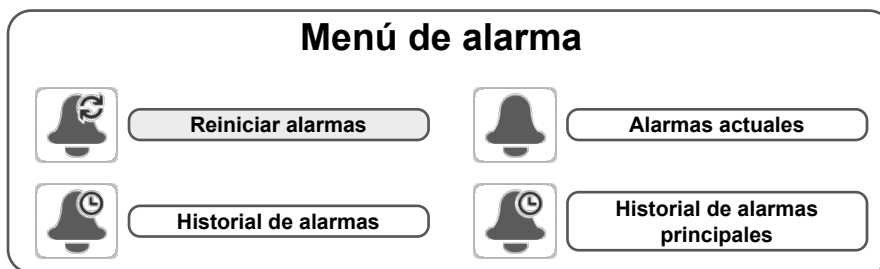 Menú de alarma
Reiniciar alarmas
Alarmas actuales
Historial de alarmas
Historial de alarmas
principales